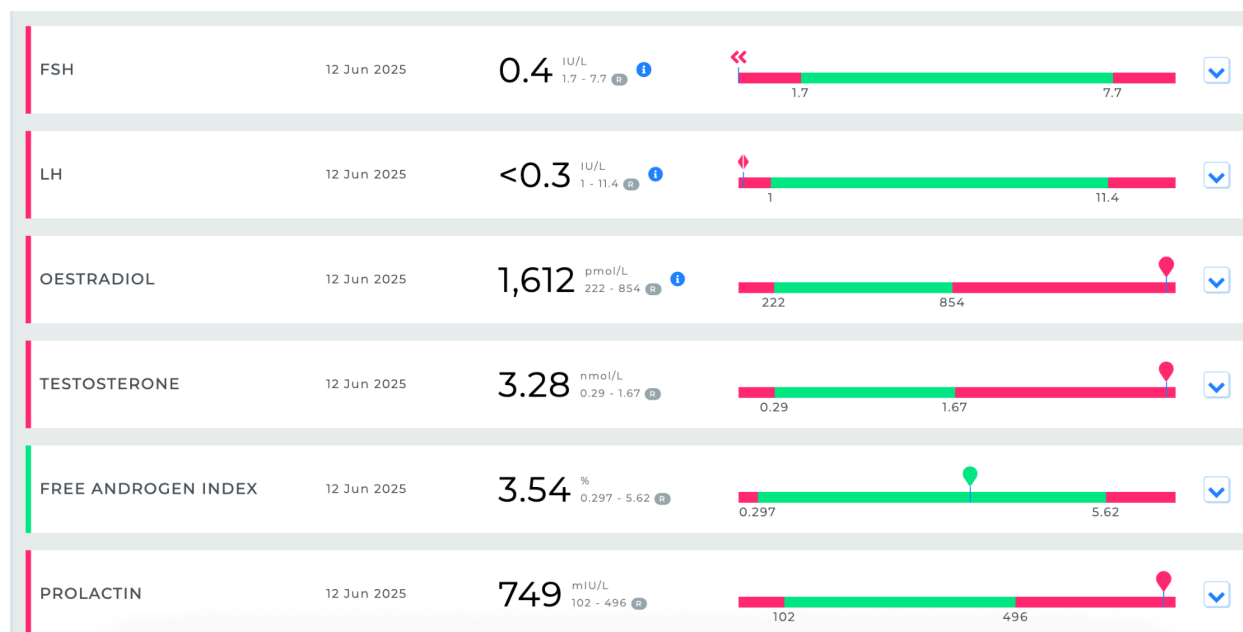 FSH 12 Jun 2025 0.4 IU/L 1.7 - 7.7 R i
1.7 7.7
LH 12 Jun 2025 <0.3 IU/L 1 - 11.4 R i
1 11.4
OESTRADIOL 12 Jun 2025 1,612 pmol/L 222 - 854 R i
222 854
TESTOSTERONE 12 Jun 2025 3.28 nmol/L 0.29 - 1.67 R
0.29 1.67
FREE ANDROGEN INDEX 12 Jun 2025 3.54 % 0.297 - 5.62 R
0.297 5.62
PROLACTIN 12 Jun 2025 749 mIU/L 102 - 496 R
102 496